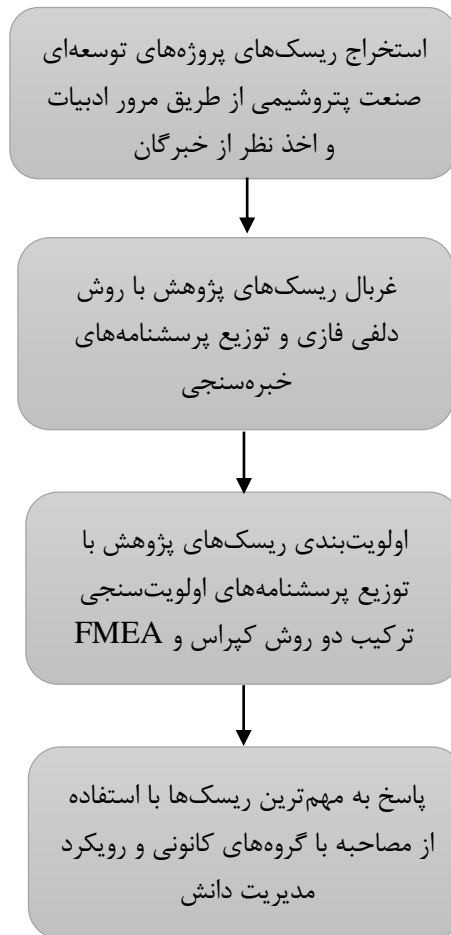 استخراج ریسک‌های پروژه‌های توسعه‌ای
صنعت پتروشیمی از طریق مرور ادبیات
و اخذ نظر از خبرگان
غربال ریسک‌های پژوهش با روش
دلفی فازی و توزیع پرسشنامه‌های
خبره‌سنجی
اولویت‌بندی ریسک‌های پژوهش با
توزیع پرسشنامه‌های اولویت‌سنجی
ترکیب دو روش کپراس و FMEA
پاسخ به مهم‌ترین ریسک‌ها با استفاده
از مصاحبه با گروه‌های کانونی و رویکرد
مدیریت دانش